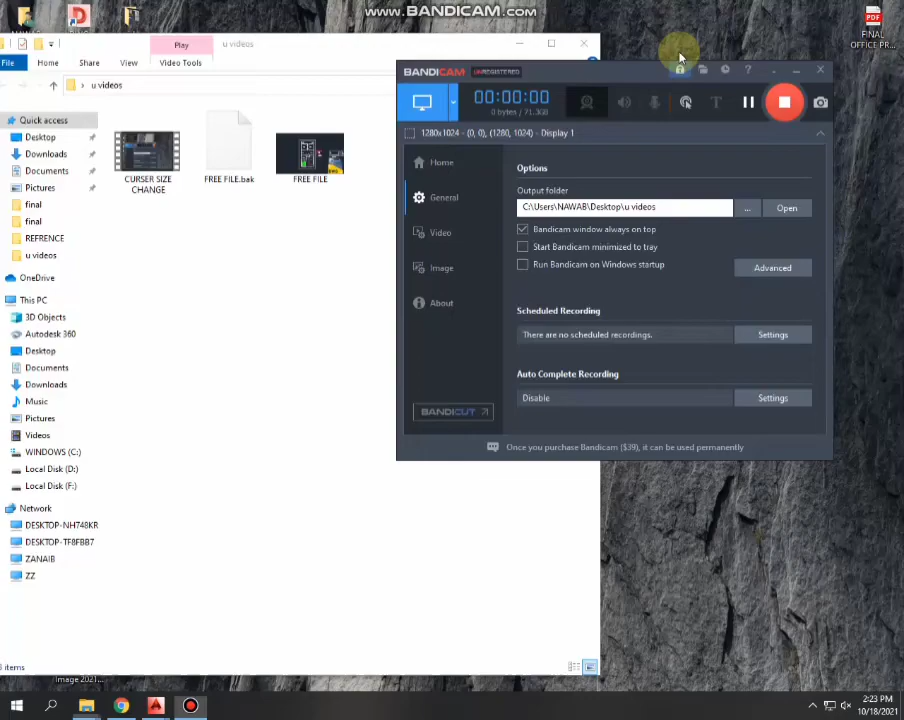 WWW.BANDICAM.COM
FINAL
OFFICE PR...
Play
u videos
File
Home
Share
View
Video Tools
u videos
Quick access
Desktop
Downloads
Documents
Pictures
final
final
REFRENCE
u videos
OneDrive
This PC
3D Objects
Autodesk 360
Desktop
Documents
Downloads
Music
Pictures
Videos
WINDOWS (C:)
Local Disk (D:)
Local Disk (F:)
Network
DESKTOP-NH748KR
DESKTOP-TF8FBB7
ZANAIB
ZZ
CURSER SIZE
CHANGE
FREE FILE.bak
FREE FILE
BANDICAM UNREGISTERED
00:00:00
0 bytes / 71.3GB
1280x1024 - (0, 0), (1280, 1024) - Display 1
Home
General
Video
Image
About
BANDICUT
Options
Output folder
C:\Users\NAWAB\Desktop\u videos
...
Open
Bandicam window always on top
Start Bandicam minimized to tray
Run Bandicam on Windows startup
Advanced
Scheduled Recording
There are no scheduled recordings.
Settings
Auto Complete Recording
Disable
Settings
Once you purchase Bandicam ($39), it can be used permanently
3 items
Image 2021...
2:23 PM
10/18/2021